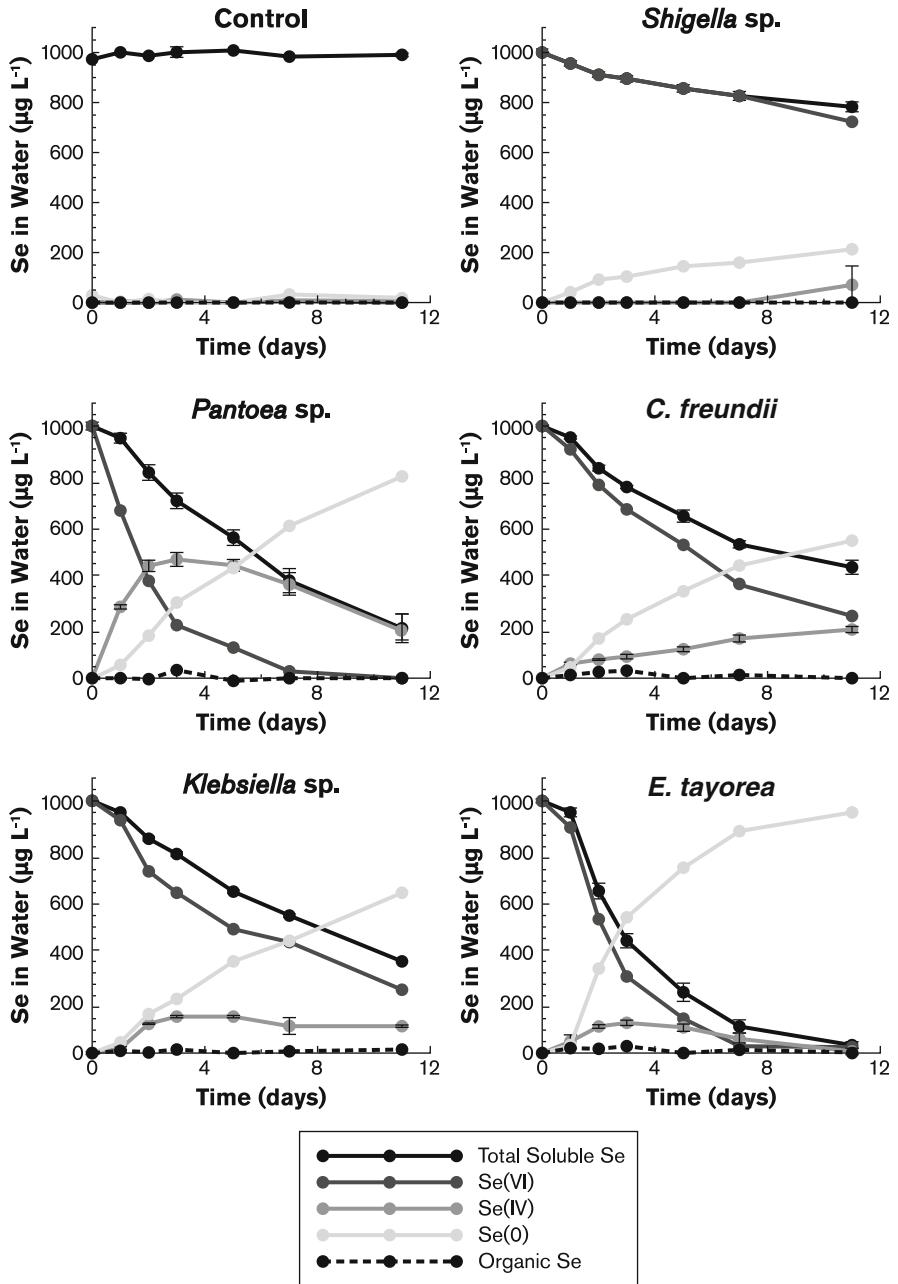 Control
Se in Water (µg L⁻¹)
1000
800
600
400
200
0
0 4 8 12
Time (days)
Shigella sp.
Se in Water (µg L⁻¹)
1000
800
600
400
200
0
0 4 8 12
Time (days)
Pantoea sp.
Se in Water (µg L⁻¹)
1000
800
600
400
200
0
0 4 8 12
Time (days)
C. freundii
Se in Water (µg L⁻¹)
1000
800
600
400
200
0
0 4 8 12
Time (days)
Klebsiella sp.
Se in Water (µg L⁻¹)
1000
800
600
400
200
0
0 4 8 12
Time (days)
E. tayorea
Se in Water (µg L⁻¹)
1000
800
600
400
200
0
0 4 8 12
Time (days)
Total Soluble Se
Se(VI)
Se(IV)
Se(0)
Organic Se